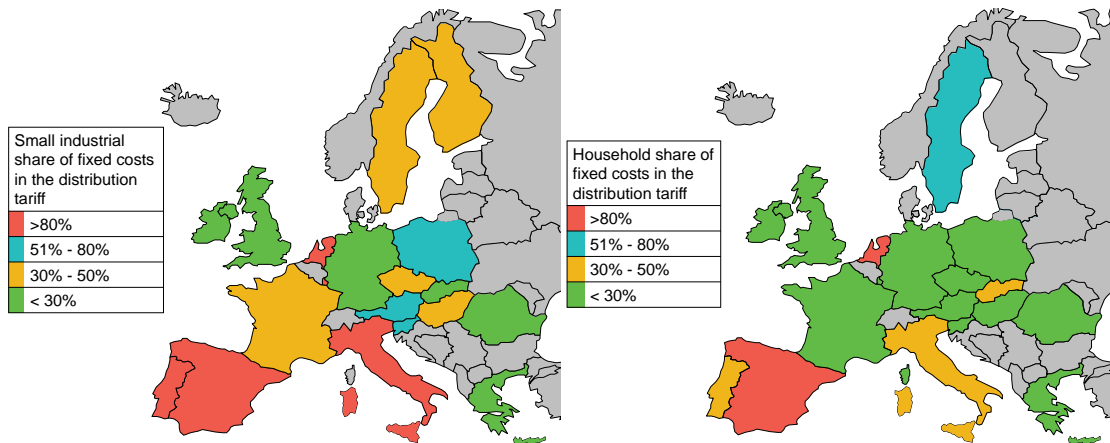 Small industrial
share of fixed costs
in the distribution
tariff
>80%
51% - 80%
30% - 50%
< 30%
Household share of
fixed costs in the
distribution tariff
>80%
51% - 80%
30% - 50%
< 30%